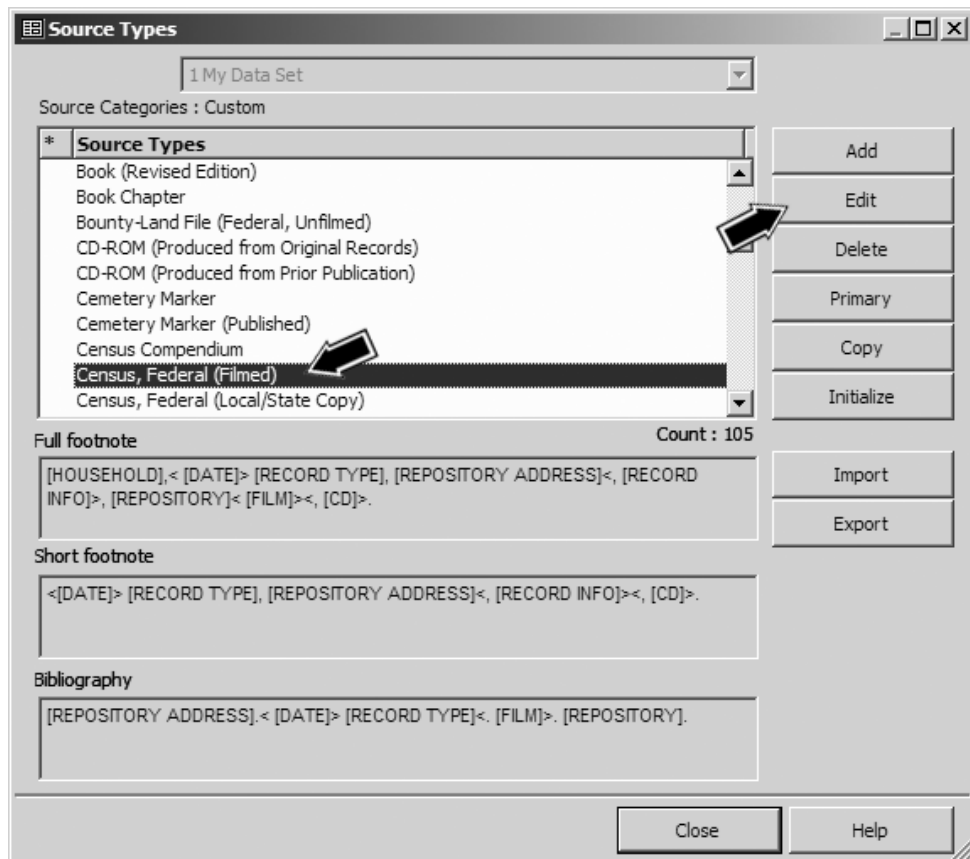 Source Types
1 My Data Set
Source Categories : Custom
* Source Types
Book (Revised Edition)
Book Chapter
Bounty-Land File (Federal, Unfilmed)
CD-ROM (Produced from Original Records)
CD-ROM (Produced from Prior Publication)
Cemetery Marker
Cemetery Marker (Published)
Census Compendium
Census, Federal (Filmed)
Census, Federal (Local/State Copy)
Count : 105
Add
Edit
Delete
Primary
Copy
Initialize
Import
Export
Full footnote
[HOUSEHOLD],< [DATE]> [RECORD TYPE], [REPOSITORY ADDRESS]<, [RECORD
INFO]>, [REPOSITORY]< [FILM]><, [CD]>.
Short footnote
<[DATE]> [RECORD TYPE], [REPOSITORY ADDRESS]<, [RECORD INFO]><, [CD]>.
Bibliography
[REPOSITORY ADDRESS].< [DATE]> [RECORD TYPE]<. [FILM]>. [REPOSITORY].
Close
Help